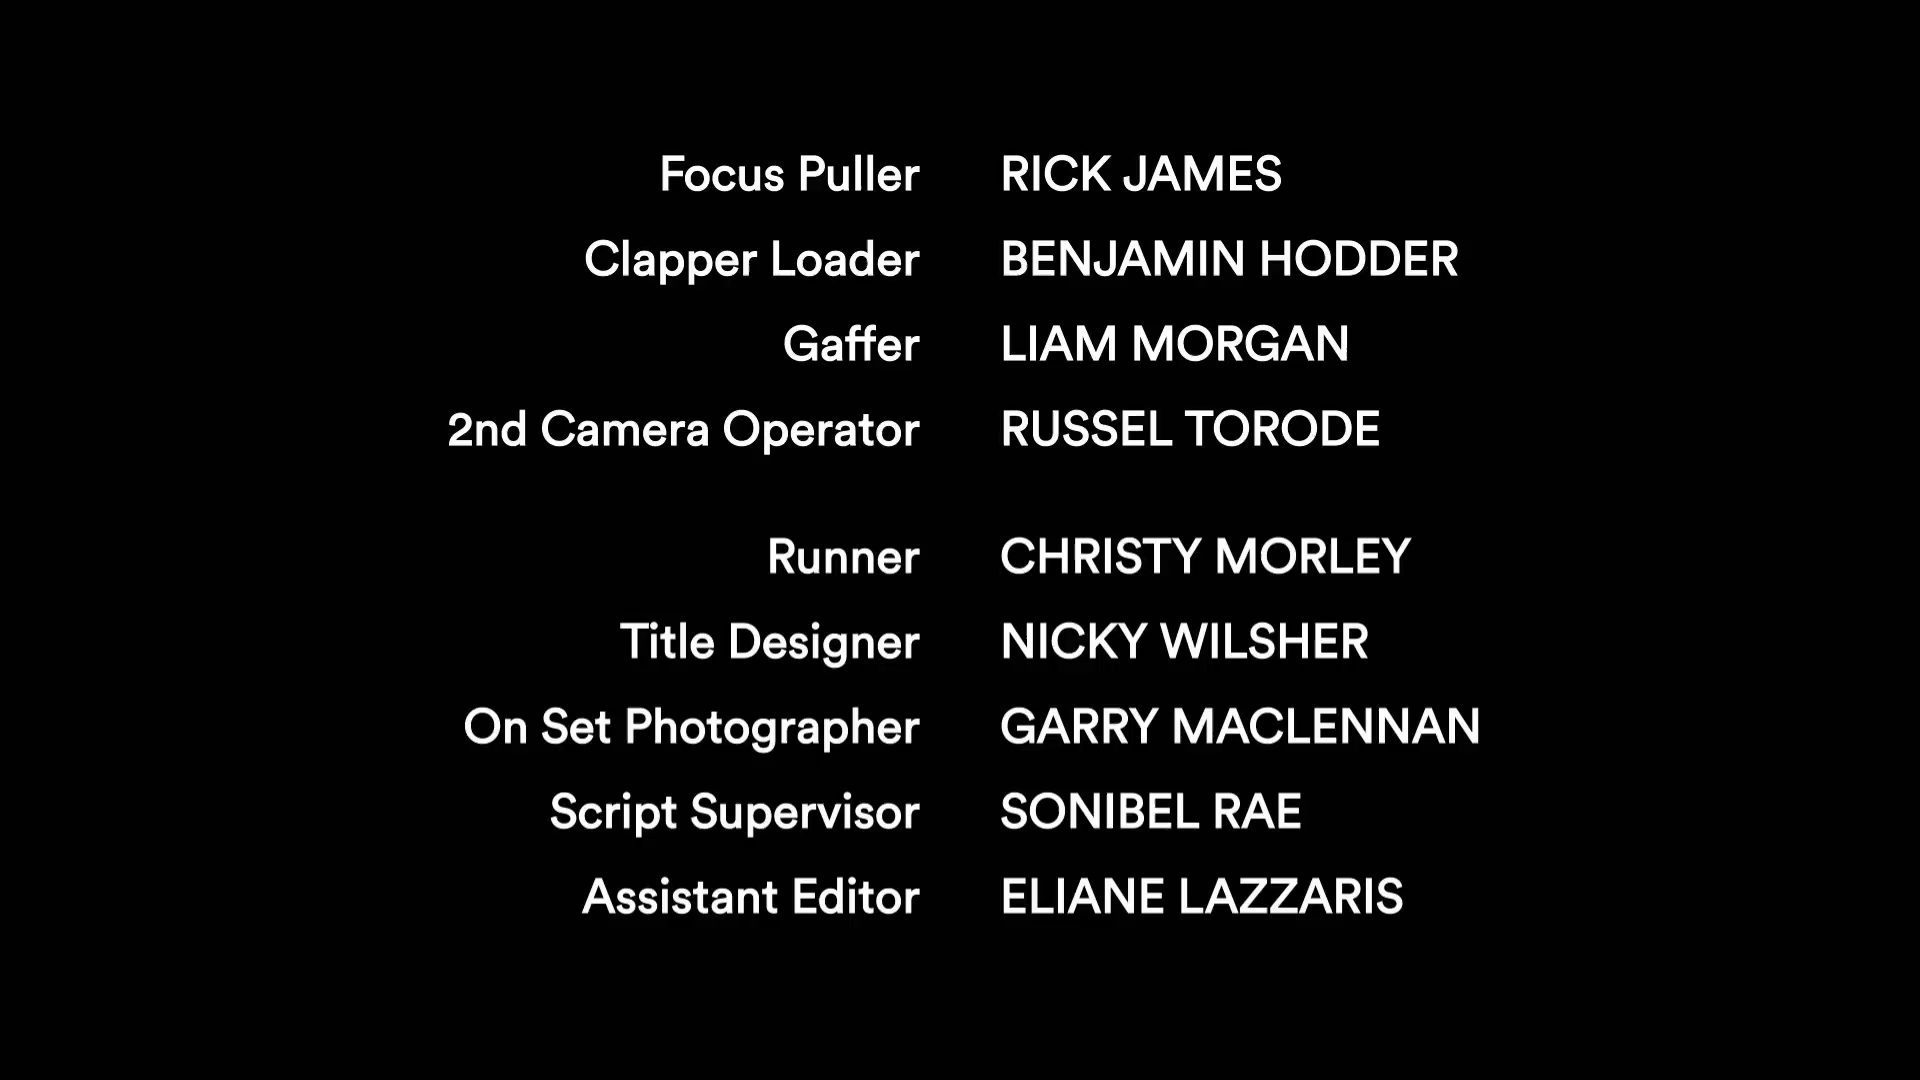 Focus Puller RICK JAMES
Clapper Loader BENJAMIN HODDER
Gaffer LIAM MORGAN
2nd Camera Operator RUSSEL TORODE
Runner CHRISTY MORLEY
Title Designer NICKY WILSHER
On Set Photographer GARRY MACLENNAN
Script Supervisor SONIBEL RAE
Assistant Editor ELIANE LAZZARIS